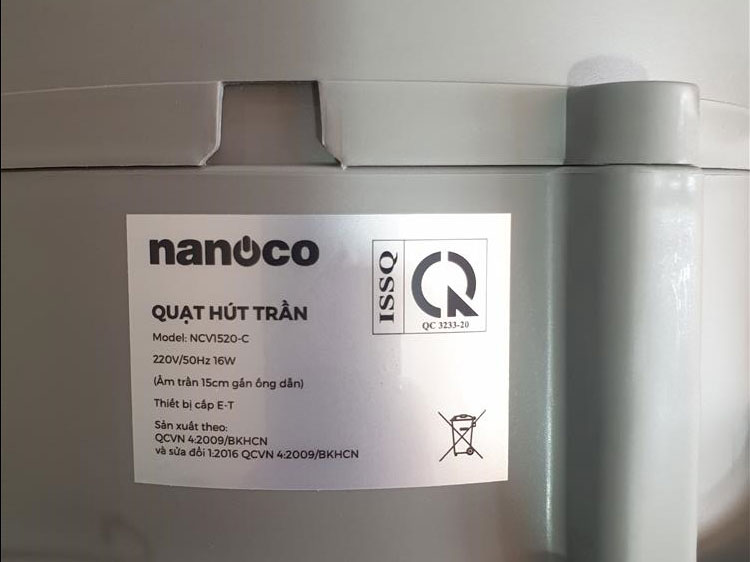 nanoco
QUẠT HÚT TRẦN
Model: NCV1520-C
220V/50Hz 16W
(Âm trần 15cm gắn ống dẫn)
Thiết bị cấp E-T
Sản xuất theo:
QCVN 4:2009/BKHCN
và sửa đổi 1:2016 QCVN 4:2009/BKHCN
ISSQ
QC 3233-20